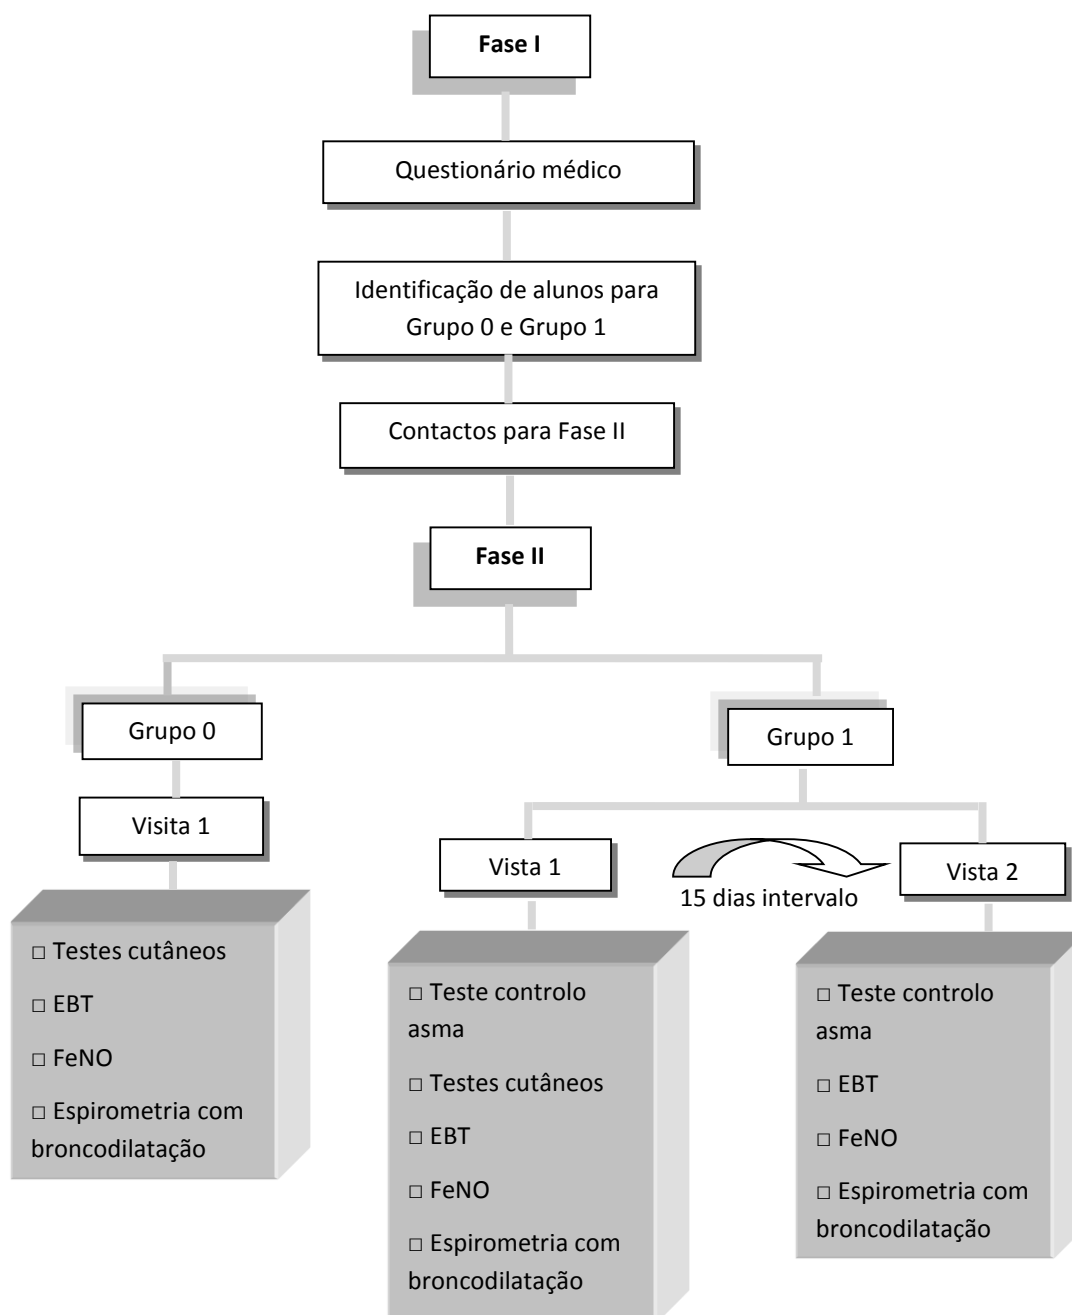 Fase I
Questionário médico
Identificação de alunos para
Grupo 0 e Grupo 1
Contactos para Fase II
Fase II
Grupo 0
Visita 1
□ Testes cutâneos
□ EBT
□ FeNO
□ Espirometria com
broncodilatação
Grupo 1
Vista 1
15 dias intervalo
Vista 2
□ Teste controlo
asma
□ Testes cutâneos
□ EBT
□ FeNO
□ Espirometria com
broncodilatação
□ Teste controlo
asma
□ EBT
□ FeNO
□ Espirometria com
broncodilatação